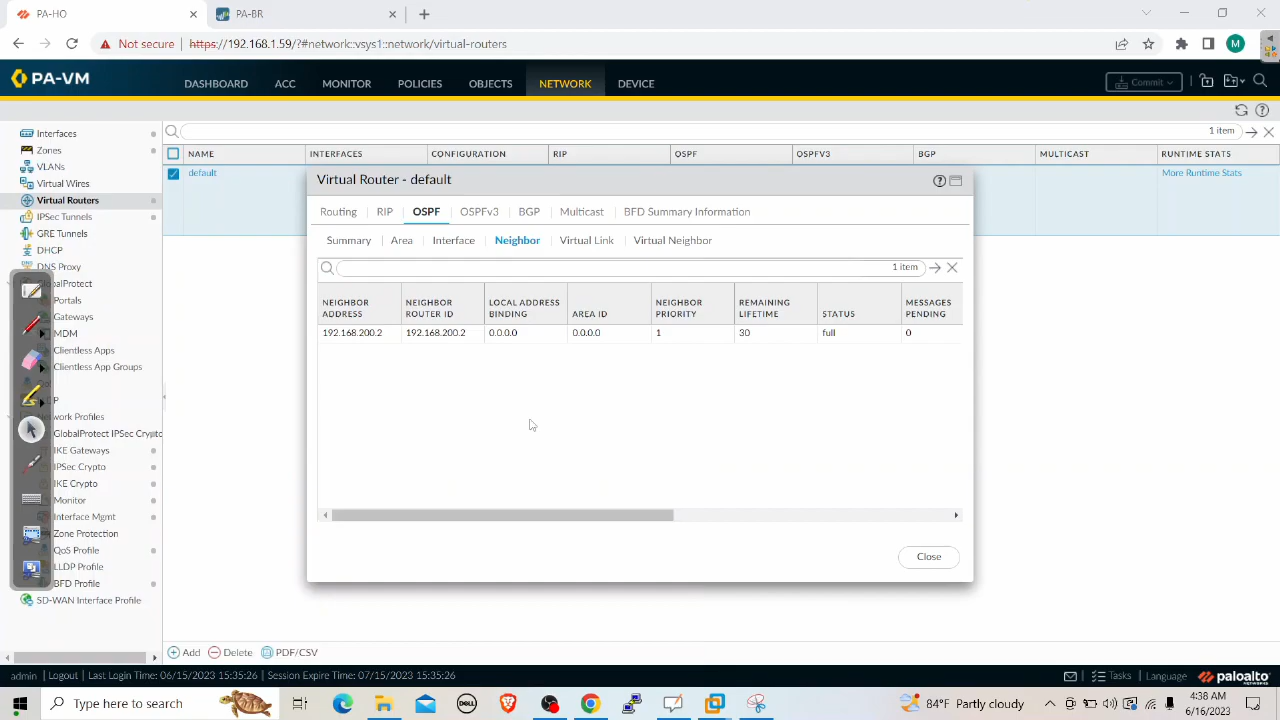 PA-HO
PA-BR
Not secure
https://192.168.1.59/?#network::vsys1::network/virtual-routers
M
PA-VM
DASHBOARD
ACC
MONITOR
POLICIES
OBJECTS
NETWORK
DEVICE
Commit
1 item
Interfaces
Zones
VLANs
Virtual Wires
Virtual Routers
IPSec Tunnels
GRE Tunnels
DHCP
DNS Proxy
GlobalProtect
Portals
Gateways
MDM
Clientless Apps
Clientless App Groups
Network Profiles
GlobalProtect IPSec Crypto
IKE Gateways
IPSec Crypto
IKE Crypto
Monitor
Interface Mgmt
Zone Protection
QoS Profile
LLDP Profile
BFD Profile
SD-WAN Interface Profile
NAME INTERFACES CONFIGURATION RIP OSPF OSPFV3 BGP MULTICAST RUNTIME STATS
default
More Runtime Stats
Virtual Router - default
Routing RIP OSPF OSPFv3 BGP Multicast BFD Summary Information
Summary Area Interface Neighbor Virtual Link Virtual Neighbor
1 item
NEIGHBOR ADDRESS
NEIGHBOR ROUTER ID
LOCAL ADDRESS BINDING
AREA ID
NEIGHBOR PRIORITY
REMAINING LIFETIME
STATUS
MESSAGES PENDING
192.168.200.2 192.168.200.2 0.0.0.0 0.0.0.0 1 30 full 0
Close
Add Delete PDF/CSV
admin | Logout | Last Login Time: 06/15/2023 15:35:26 | Session Expire Time: 07/15/2023 15:35:26
Tasks | Language
paloalto
NETWORKS
Type here to search
DELL
84°F Partly cloudy
4:38 AM
6/16/2023